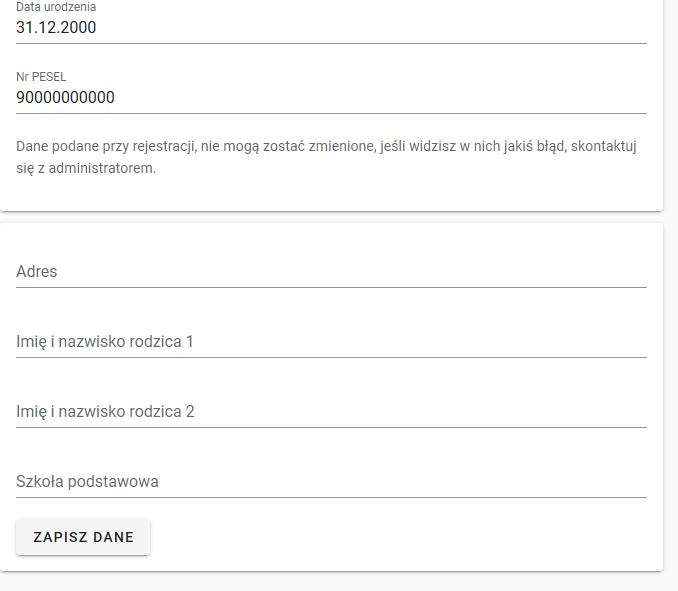 Data urodzenia
31.12.2000
Nr PESEL
90000000000
Dane podane przy rejestracji, nie mogą zostać zmienione, jeśli widzisz w nich jakiś błąd, skontaktuj
się z administratorem.
Adres
Imię i nazwisko rodzica 1
Imię i nazwisko rodzica 2
Szkoła podstawowa
ZAPISZ DANE